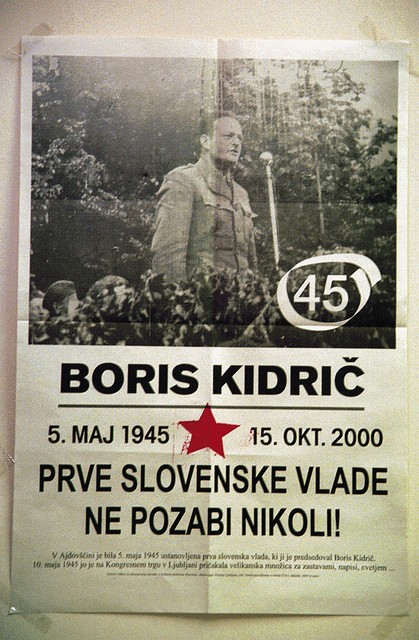 45
BORIS KIDRIČ
5. MAJ 1945 15. OKT. 2000
PRVE SLOVENSKE VLADE
NE POZABI NIKOLI!
V Ajdovščini je bila 5. maja 1945 ustanovljena prva slovenska vlada, ki ji je predsedoval Boris Kidrič.
10. maja 1945 jo je na Kongresnem trgu v Ljubljani pričakala velikanska množica za zastavami, napisi, cvetjem ...